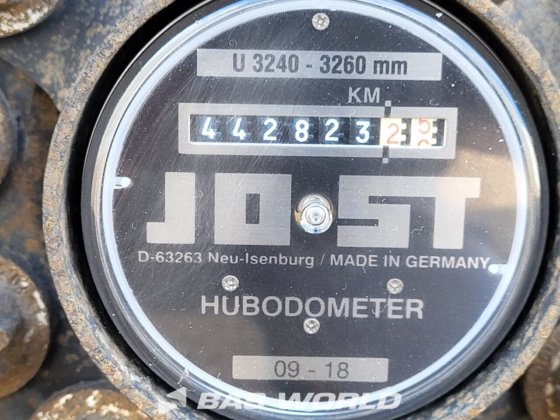 U 3240 - 3260 mm
KM
4428232
JOST
D-63263 Neu-Isenburg / MADE IN GERMANY
HUBODOMETER
09 - 18
BAS WORLD